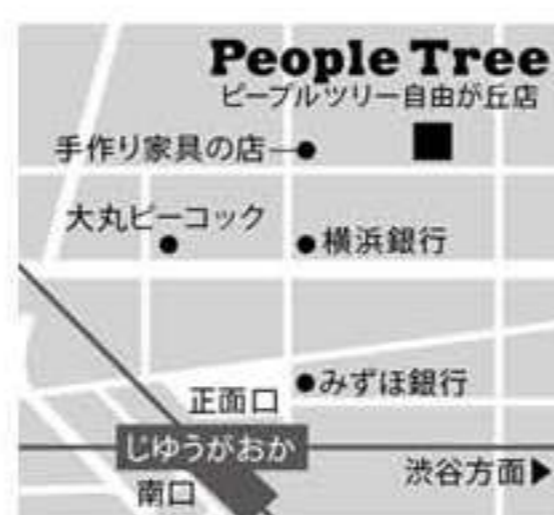 People Tree
ピープルツリー自由が丘店
手作り家具の店
大丸ピーコック
横浜銀行
みずほ銀行
正面口
じゆうがおか
渋谷方面▶
南口